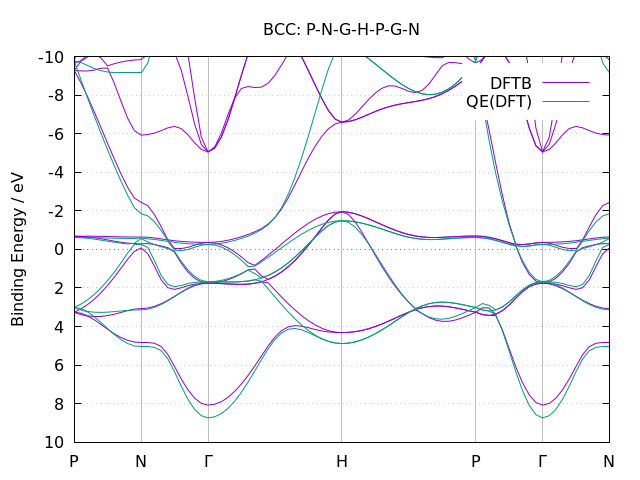 BCC: P-N-G-H-P-G-N
-10
-8
-6
-4
-2
0
2
4
6
8
10
Binding Energy / eV
DFTB
QE(DFT)
P N Γ H P Γ N